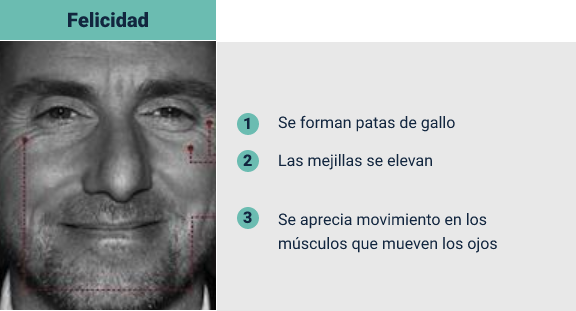 Felicidad
1 Se forman patas de gallo
2 Las mejillas se elevan
3 Se aprecia movimiento en los
músculos que mueven los ojos